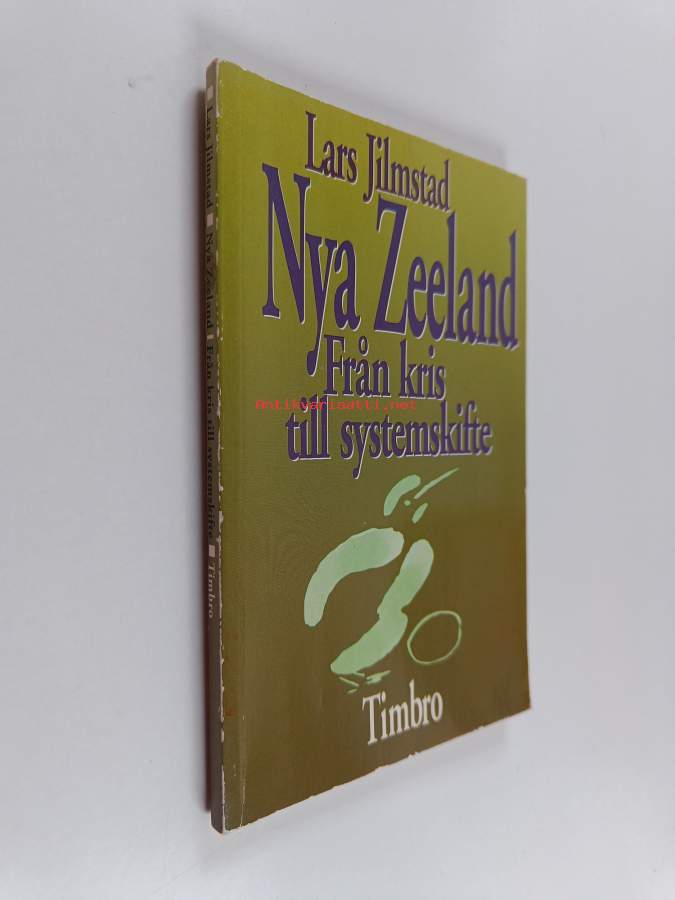 Lars Jilmstad
Nya Zeeland
Från kris
till systemskifte
Timbro
Lars Jilmstad ■ Nya Zeeland ■ Från kris till systemskifte ■ Timbro
Antikvariaatti.net